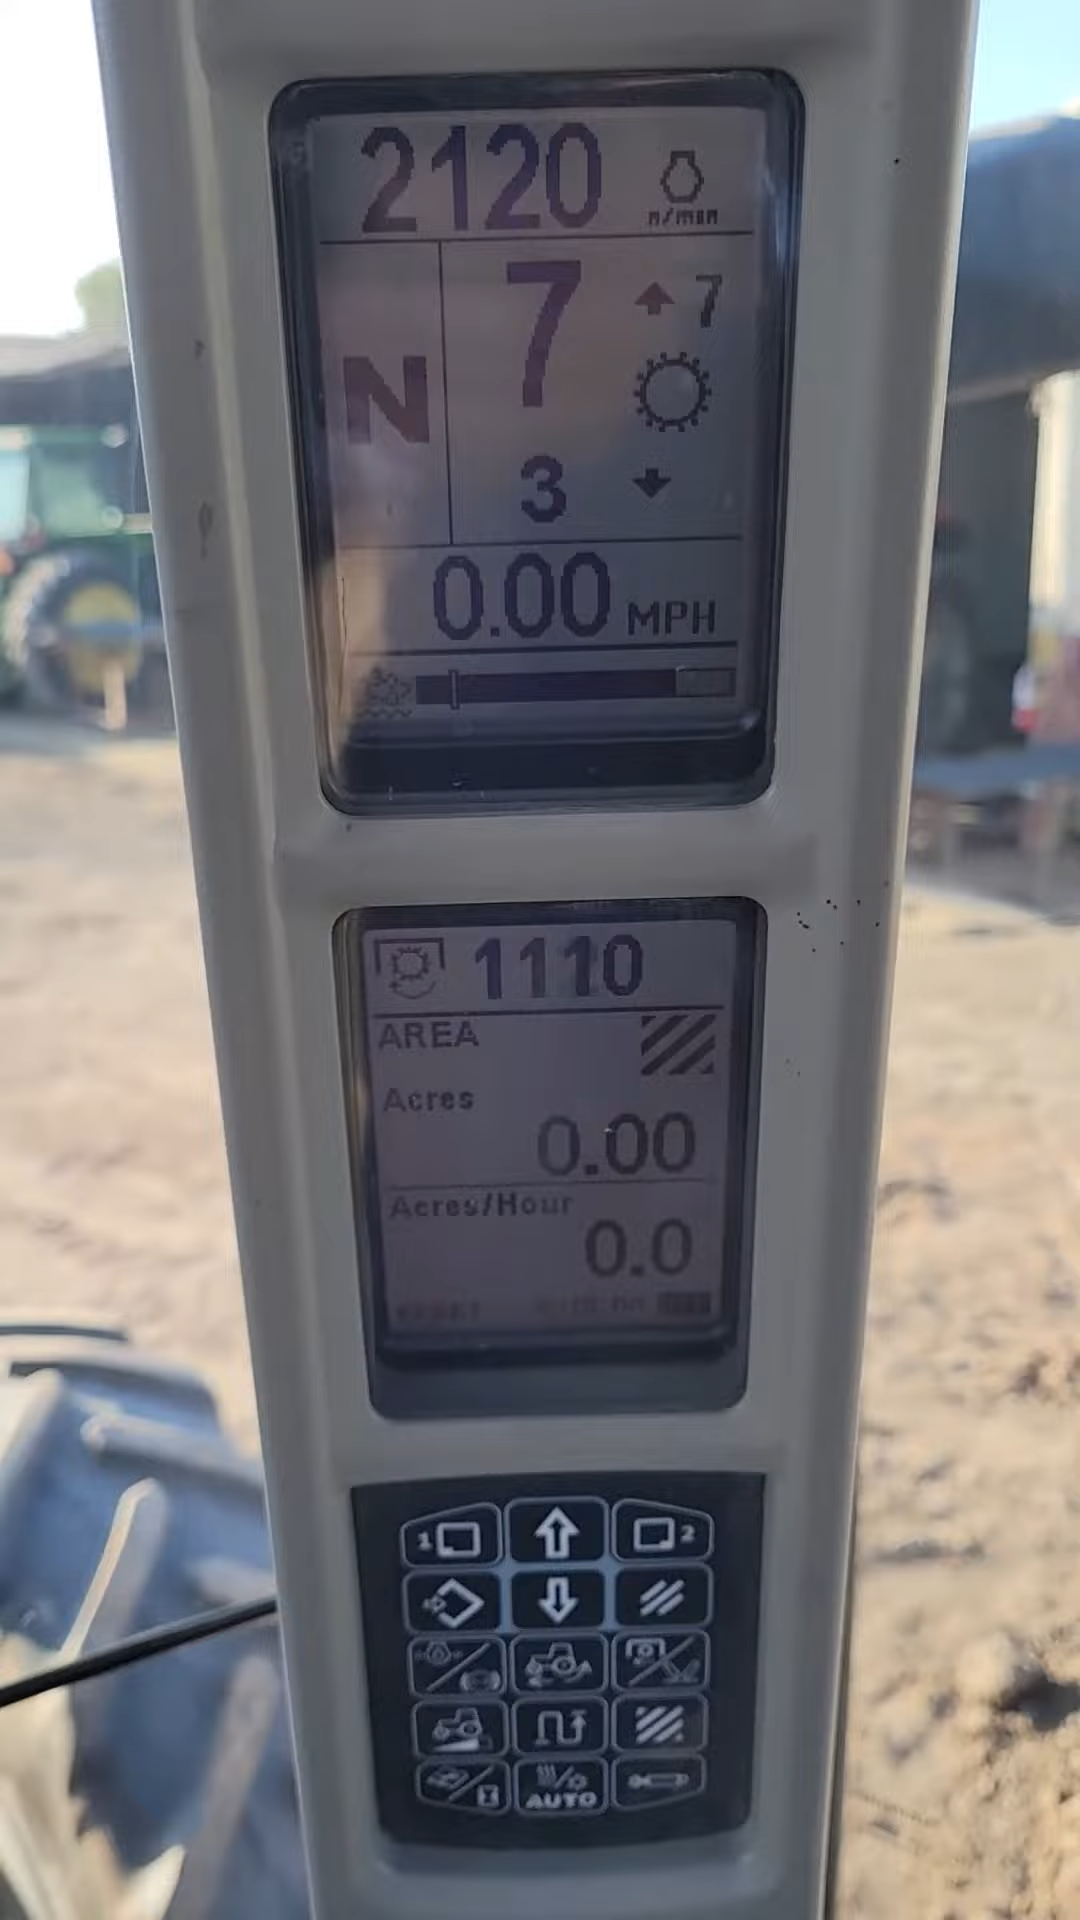 2120
n/min
7 7
N
3
0.00 MPH
1110
AREA
Acres
0.00
Acres/Hour
0.0
1 2
AUTO